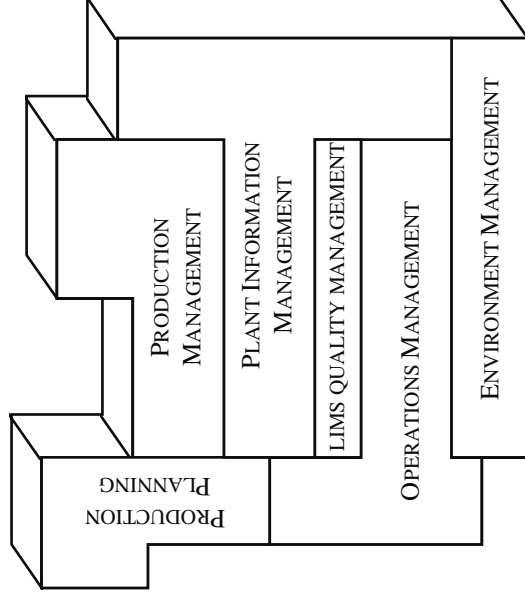 PRODUCTION
PLANNING
PRODUCTION
MANAGEMENT
PLANT INFORMATION
MANAGEMENT
LIMS QUALITY MANAGEMENT
OPERATIONS MANAGEMENT
ENVIRONMENT MANAGEMENT